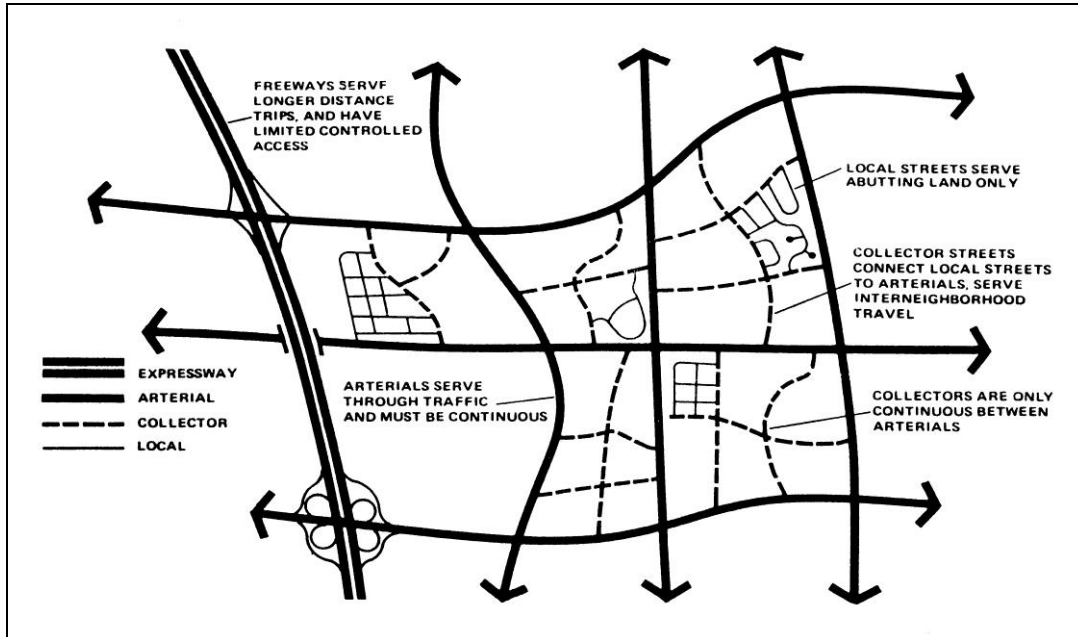 FREEWAYS SERVE
LONGER DISTANCE
TRIPS, AND HAVE
LIMITED CONTROLLED
ACCESS
LOCAL STREETS SERVE
ABUTTING LAND ONLY
COLLECTOR STREETS
CONNECT LOCAL STREETS
TO ARTERIALS, SERVE
INTERNEIGHBORHOOD
TRAVEL
EXPRESSWAY
ARTERIAL
COLLECTOR
LOCAL
ARTERIALS SERVE
THROUGH TRAFFIC
AND MUST BE CONTINUOUS
COLLECTORS ARE ONLY
CONTINUOUS BETWEEN
ARTERIALS